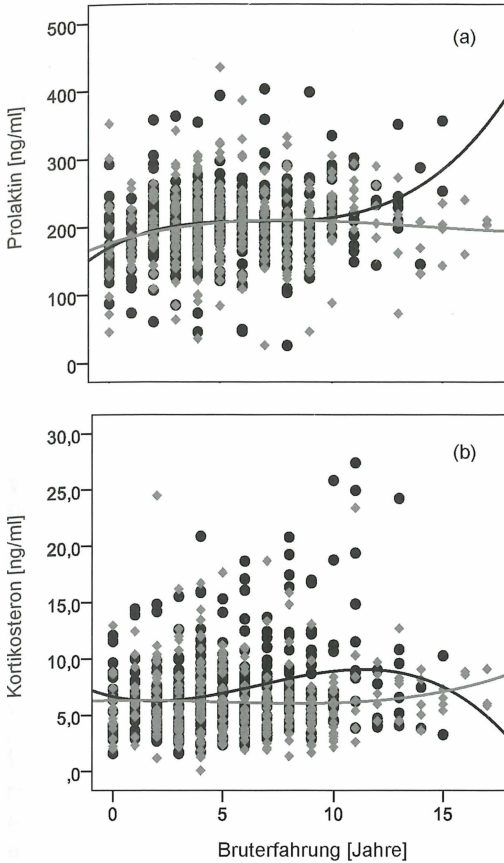 (a)
500
400
300
200
100
0
Prolaktin [ng/ml]
(b)
30,0
25,0
20,0
15,0
10,0
5,0
,0
Kortikosteron [ng/ml]
0 5 10 15
Bruterfahrung [Jahre]